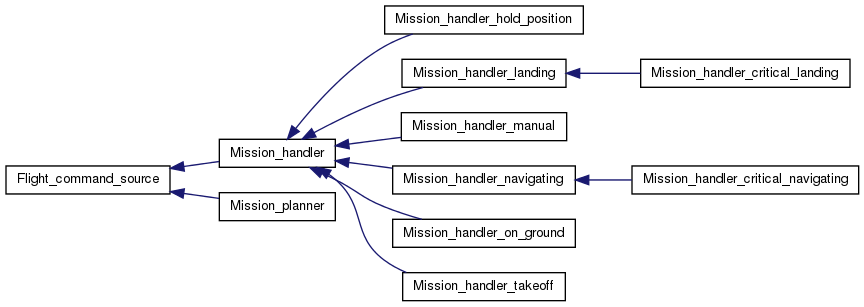 Mission_handler_hold_position
Mission_handler_landing
Mission_handler_critical_landing
Mission_handler_manual
Mission_handler
Flight_command_source
Mission_handler_navigating
Mission_handler_critical_navigating
Mission_planner
Mission_handler_on_ground
Mission_handler_takeoff